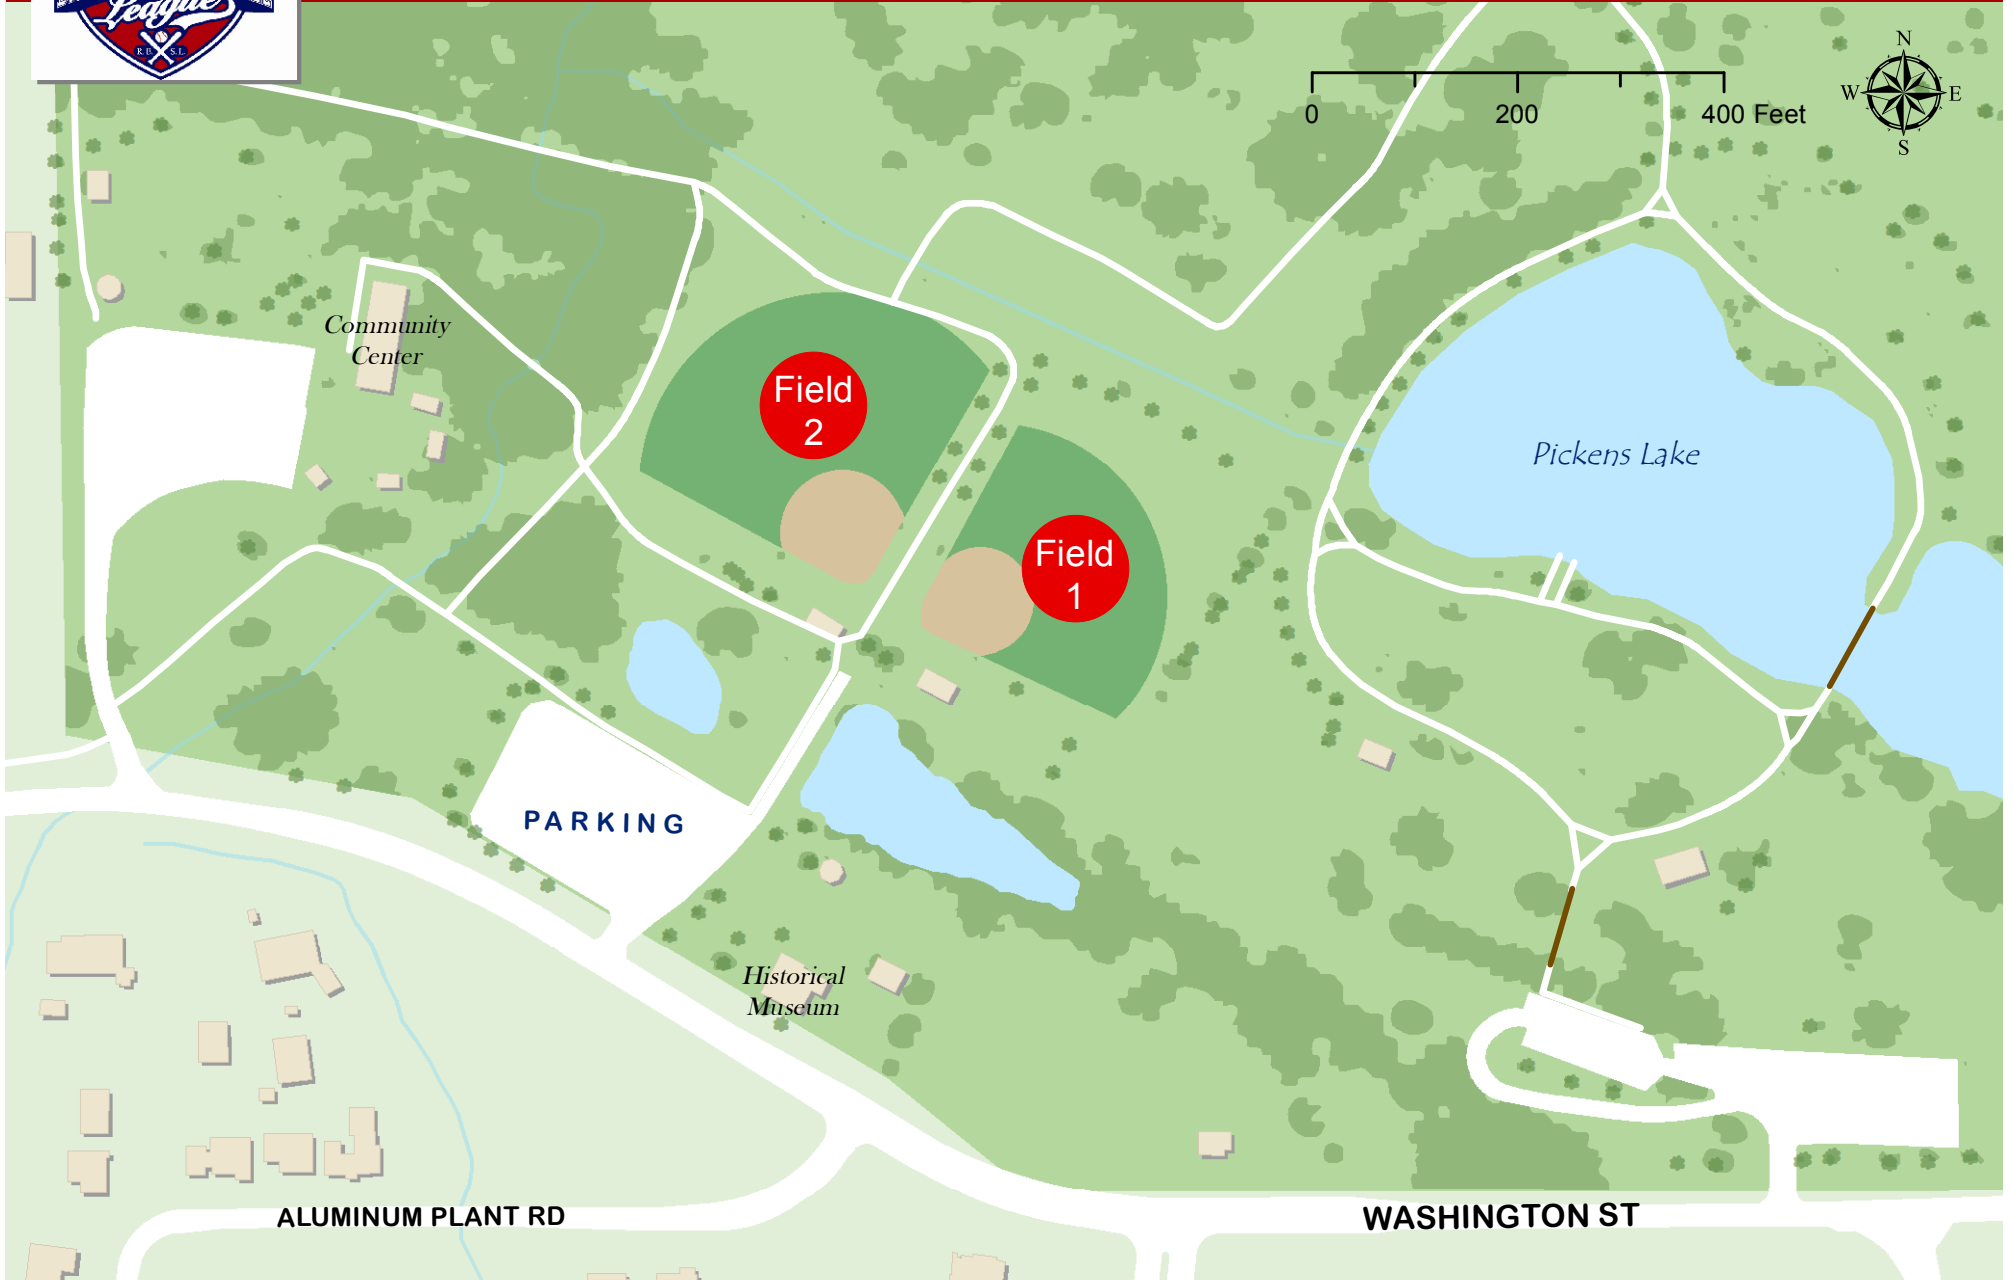 League
R.B. S.L.
N
W E
S
0 200 400 Feet
Community
Center
Field
2
Field
1
Pickens Lake
PARKING
Historical
Museum
ALUMINUM PLANT RD
WASHINGTON ST